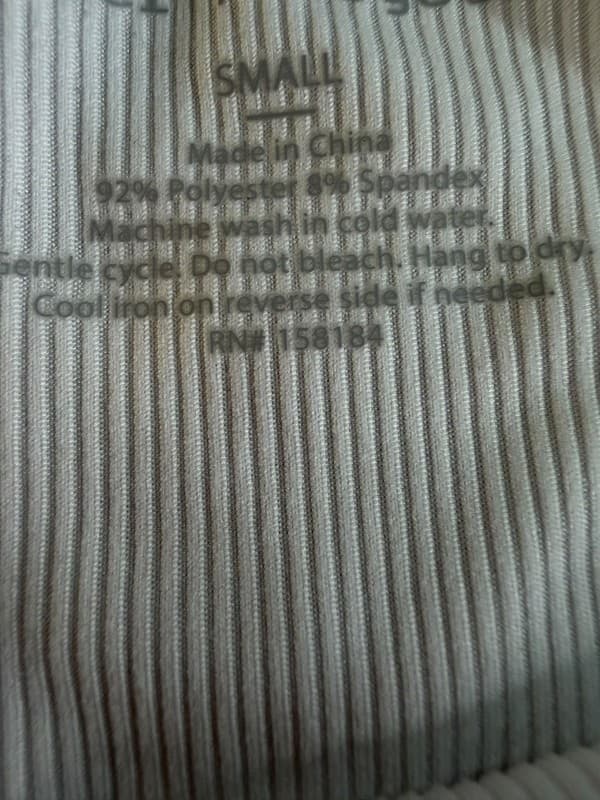 SMALL
Made in China
92% Polyester 8% Spandex
Machine wash in cold water.
Gentle cycle. Do not bleach. Hang to dry.
Cool iron on reverse side if needed.
RN# 158184